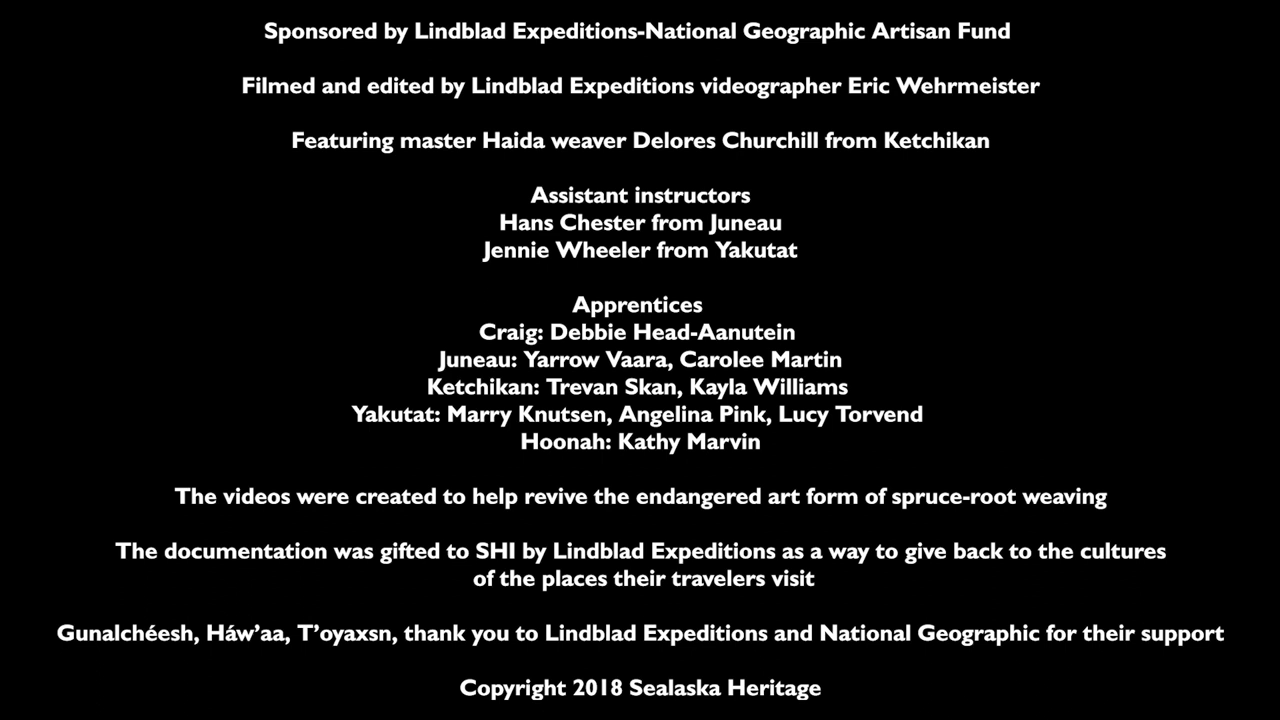 Sponsored by Lindblad Expeditions-National Geographic Artisan Fund
Filmed and edited by Lindblad Expeditions videographer Eric Wehrmeister
Featuring master Haida weaver Delores Churchill from Ketchikan
Assistant instructors
Hans Chester from Juneau
Jennie Wheeler from Yakutat
Apprentices
Craig: Debbie Head-Aanutein
Juneau: Yarrow Vaara, Carolee Martin
Ketchikan: Trevan Skan, Kayla Williams
Yakutat: Marry Knutsen, Angelina Pink, Lucy Torvend
Hoonah: Kathy Marvin
The videos were created to help revive the endangered art form of spruce-root weaving
The documentation was gifted to SHI by Lindblad Expeditions as a way to give back to the cultures
of the places their travelers visit
Gunalchéesh, Háw’aa, T’oyaxsn, thank you to Lindblad Expeditions and National Geographic for their support
Copyright 2018 Sealaska Heritage